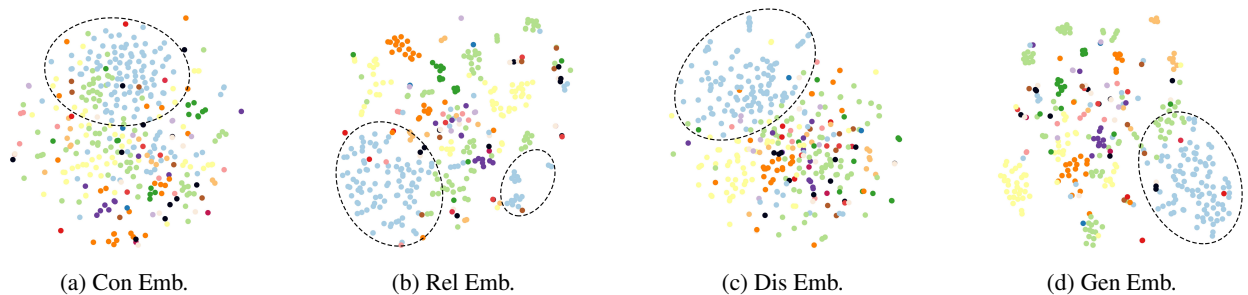 (a) Con Emb.
(b) Rel Emb.
(c) Dis Emb.
(d) Gen Emb.